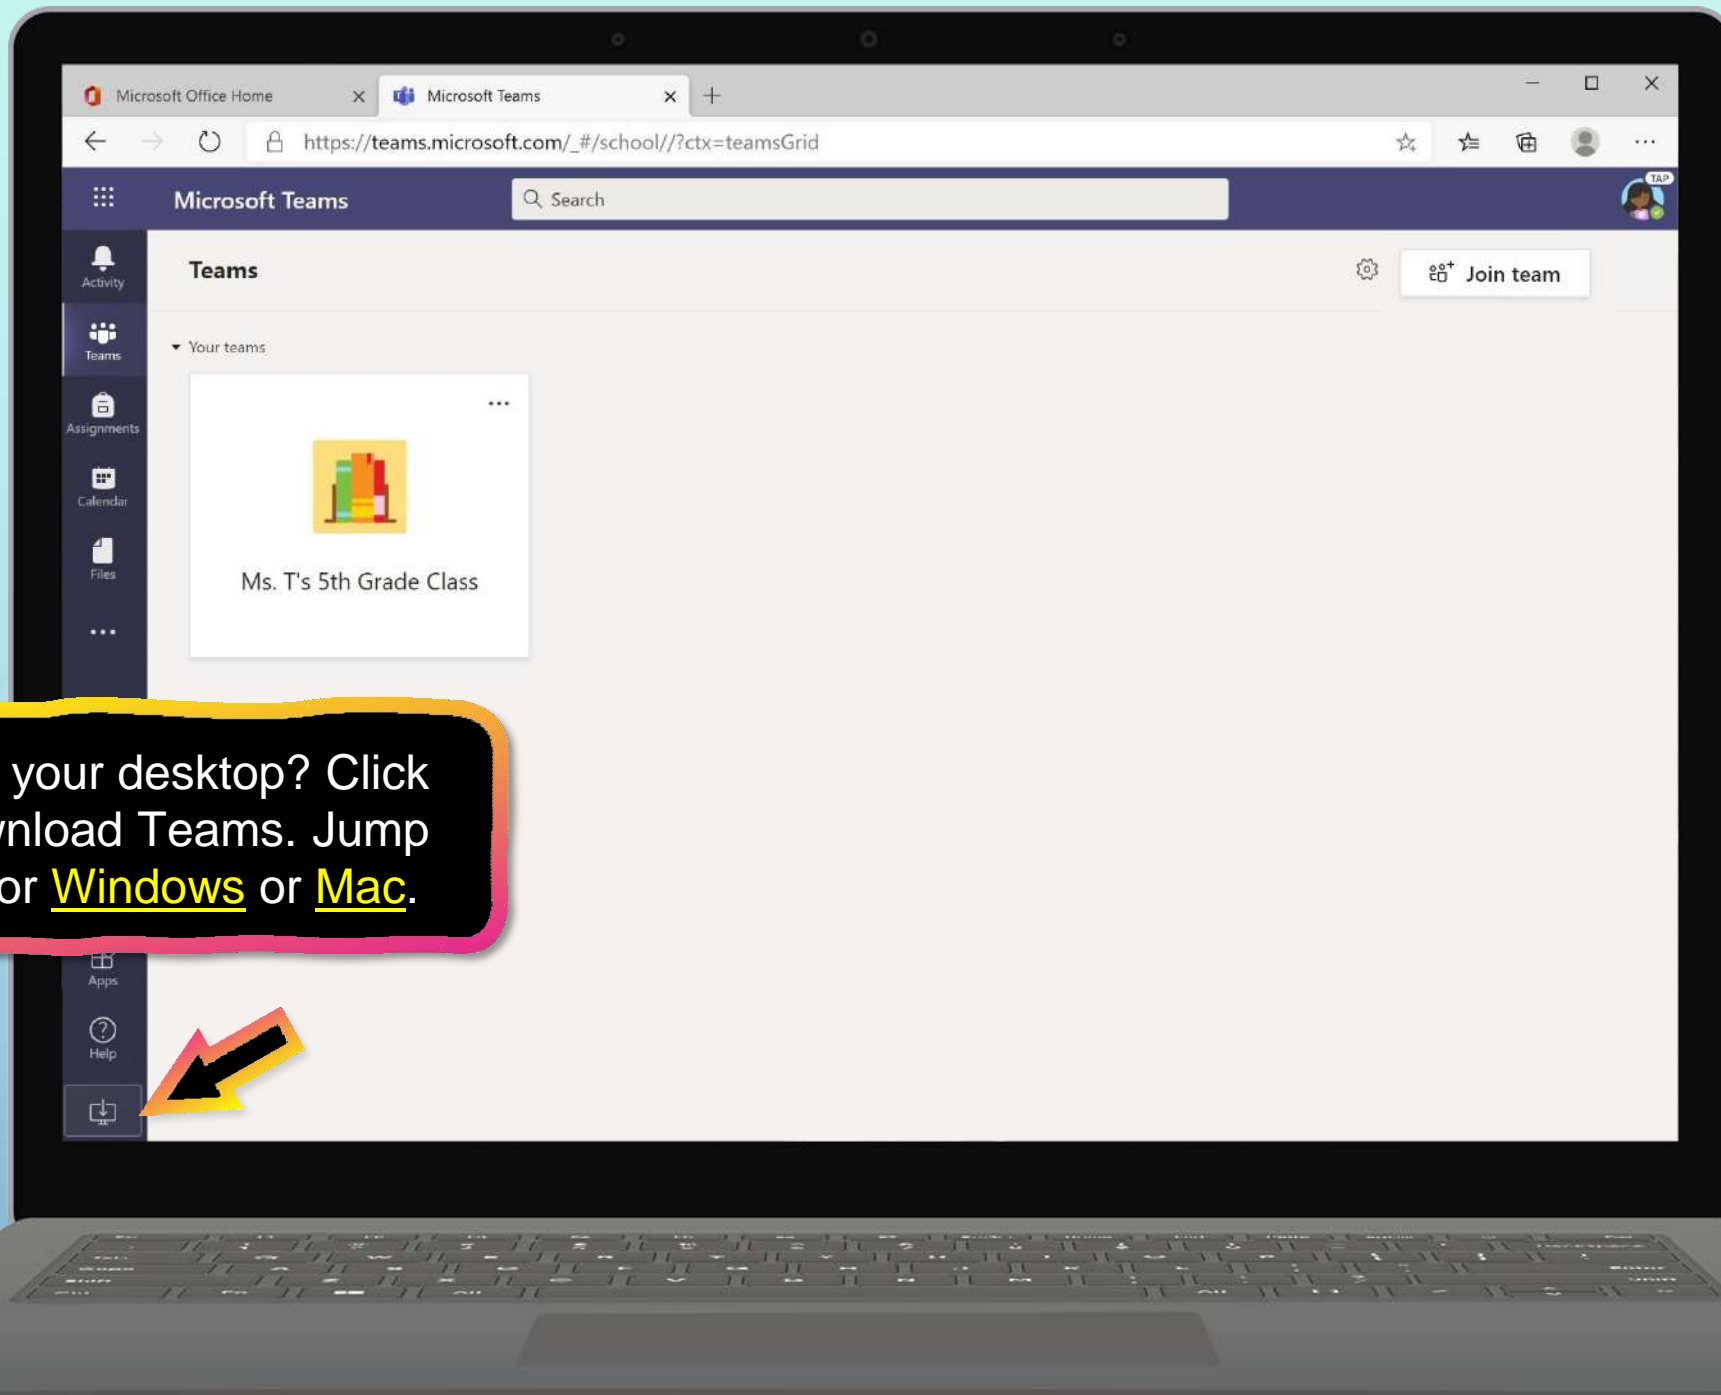 Microsoft Office Home
Microsoft Teams
https://teams.microsoft.com/_#/school//?ctx=teamsGrid
Microsoft Teams
Search
TAP
Activity
Teams
Join team
Teams
Your teams
Assignments
Calendar
Ms. T's 5th Grade Class
Files
your desktop? Click
nload Teams. Jump
or Windows or Mac.
Apps
Help